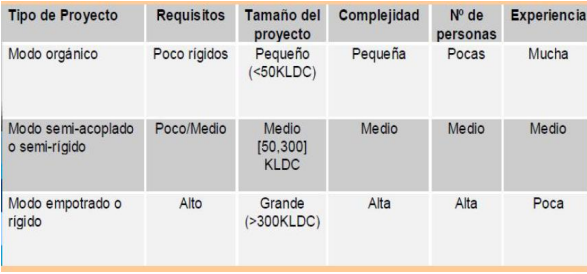 Tipo de Proyecto Requisitos Tamaño del proyecto Complejidad Nº de personas Experiencia
Modo orgánico Poco rígidos Pequeño (<50KLDC) Pequeña Pocas Mucha
Modo semi-acoplado o semi-rígido Poco/Medio Medio [50,300] KLDC Medio Medio Medio
Modo empotrado o rígido Alto Grande (>300KLDC) Alta Alta Poca